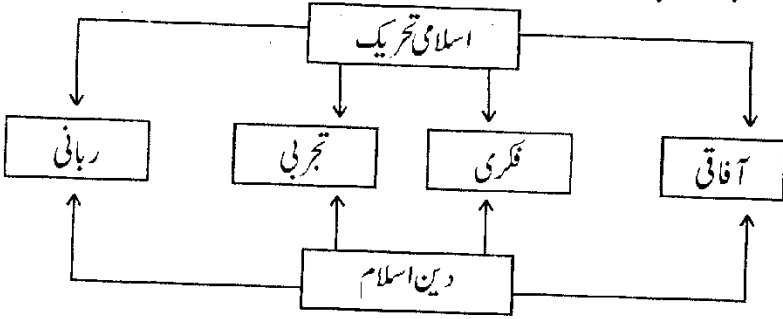 اسلامی تحریک
آفاقی فکری تجربی ربانی
دین اسلام